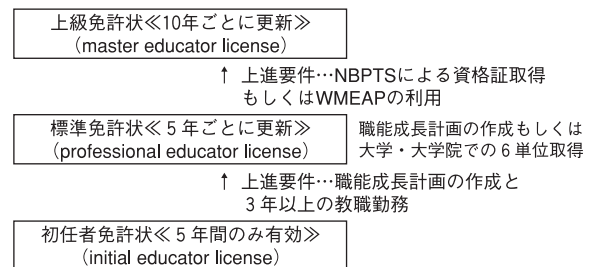 上級免許状≪10年ごとに更新≫
（master educator license）
↑ 上進要件…NBPTSによる資格証取得
もしくはWMEAPの利用
標準免許状≪５年ごとに更新≫
（professional educator license）
職能成長計画の作成もしくは
大学・大学院での６単位取得
↑ 上進要件…職能成長計画の作成と
３年以上の教職勤務
初任者免許状≪５年間のみ有効≫
（initial educator license）